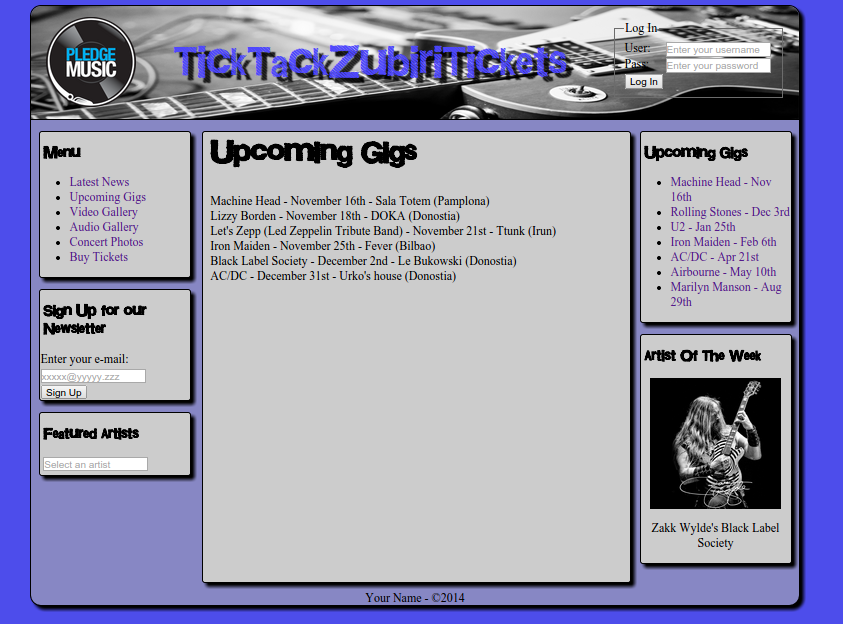 PLEDGE
MUSIC
TickTackZubiriTickets
Log In
User: Enter your username
Pass: Enter your password
Log In
Menu
Latest News
Upcoming Gigs
Video Gallery
Audio Gallery
Concert Photos
Buy Tickets
Sign Up for our
Newsletter
Enter your e-mail:
xxxxx@yyyyy.zzz
Sign Up
Featured Artists
Select an artist
Upcoming Gigs
Machine Head - November 16th - Sala Totem (Pamplona)
Lizzy Borden - November 18th - DOKA (Donostia)
Let's Zepp (Led Zeppelin Tribute Band) - November 21st - Ttunk (Irun)
Iron Maiden - November 25th - Fever (Bilbao)
Black Label Society - December 2nd - Le Bukowski (Donostia)
AC/DC - December 31st - Urko's house (Donostia)
Upcoming Gigs
Machine Head - Nov
16th
Rolling Stones - Dec 3rd
U2 - Jan 25th
Iron Maiden - Feb 6th
AC/DC - Apr 21st
Airbourne - May 10th
Marilyn Manson - Aug
29th
Artist Of The Week
Zakk Wylde's Black Label
Society
Your Name - ©2014